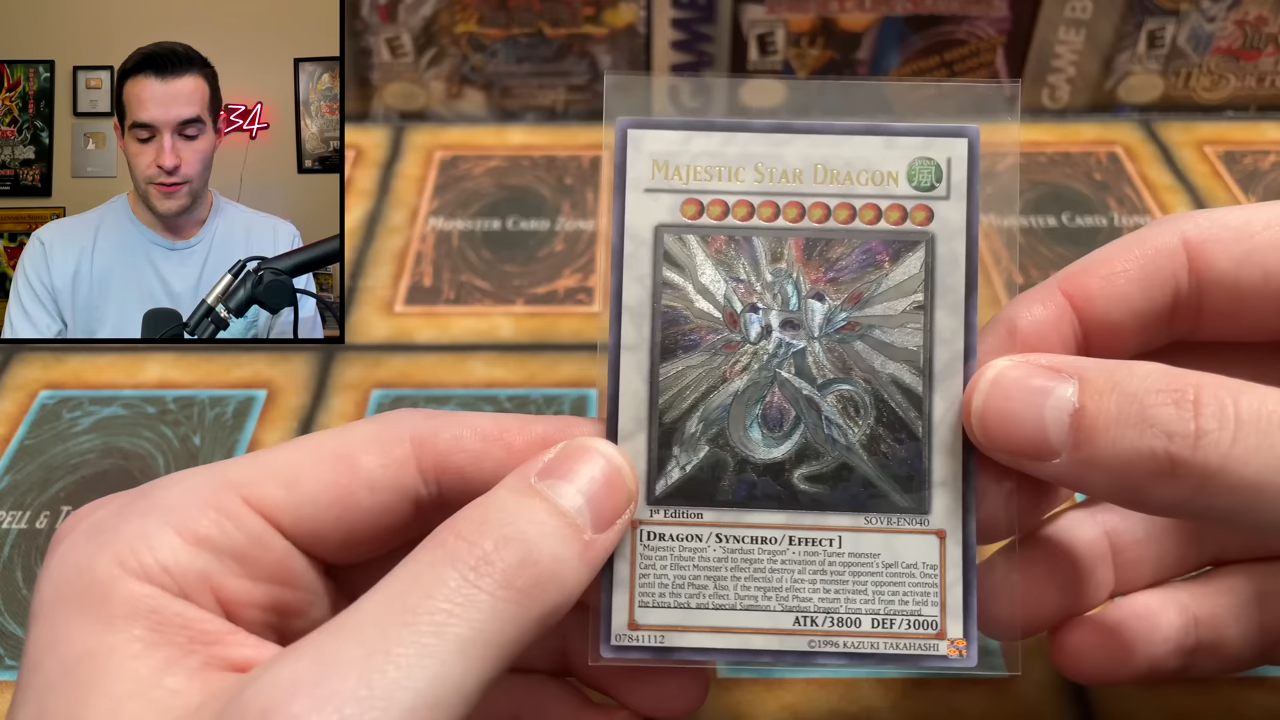 34
GAME BOY
E
E
GAME B
E
MONSTER CARD ZONE
MONSTER CARD ZONE
MAJESTIC STAR DRAGON
WIND
風
1st Edition
SOVR-EN040
[DRAGON/SYNCHRO/EFFECT]
"Majestic Dragon" + "Stardust Dragon" + 1 non-Tuner monster
You can Tribute this card to negate the activation of an opponent's Spell Card, Trap
Card, or Effect Monster's effect and destroy all cards your opponent controls. Once
per turn, you can negate the effect(s) of 1 face-up monster your opponent controls
until the End Phase. Also, if the negated effect can be activated, you can activate it
once as this card's effect. During the End Phase, return this card from the field to
the Extra Deck, and Special Summon 1 "Stardust Dragon" from your Graveyard.
ATK/3800 DEF/3000
07841112
©1996 KAZUKI TAKAHASHI
PELL & T